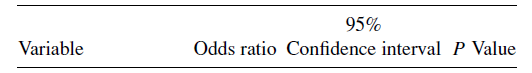 95%
Variable Odds ratio Confidence interval P Value